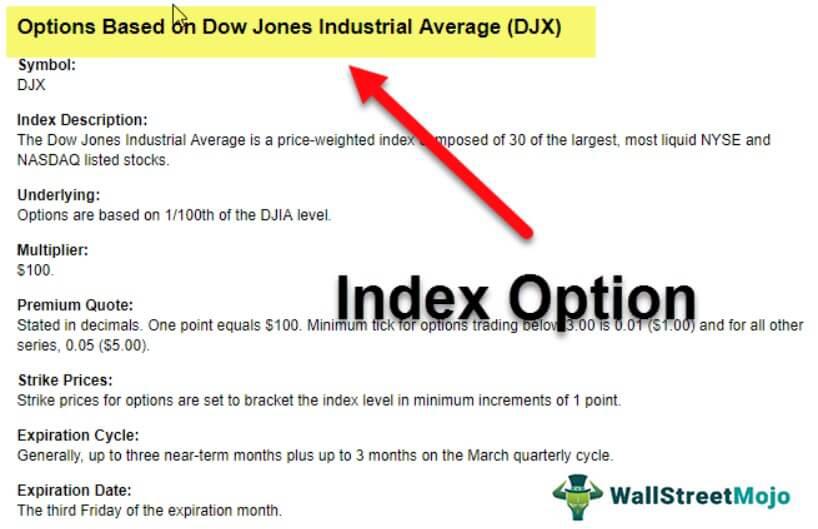 Options Based on Dow Jones Industrial Average (DJX)
Symbol:
DJX
Index Description:
The Dow Jones Industrial Average is a price-weighted index composed of 30 of the largest, most liquid NYSE and
NASDAQ listed stocks.
Underlying:
Options are based on 1/100th of the DJIA level.
Multiplier:
$100.
Index Option
Premium Quote:
Stated in decimals. One point equals $100. Minimum tick for options trading below 3.00 is 0.01 ($1.00) and for all other
series, 0.05 ($5.00).
Strike Prices:
Strike prices for options are set to bracket the index level in minimum increments of 1 point.
Expiration Cycle:
Generally, up to three near-term months plus up to 3 months on the March quarterly cycle.
Expiration Date:
The third Friday of the expiration month.
WallStreetMojo